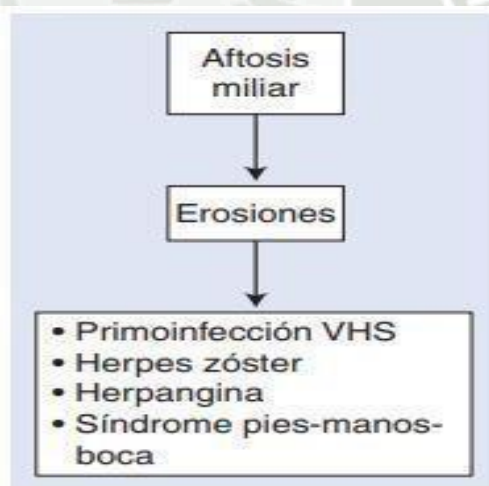 Aftosis
miliar
Erosiones
• Primoinfección VHS
• Herpes zóster
• Herpangina
• Síndrome pies-manos-
boca